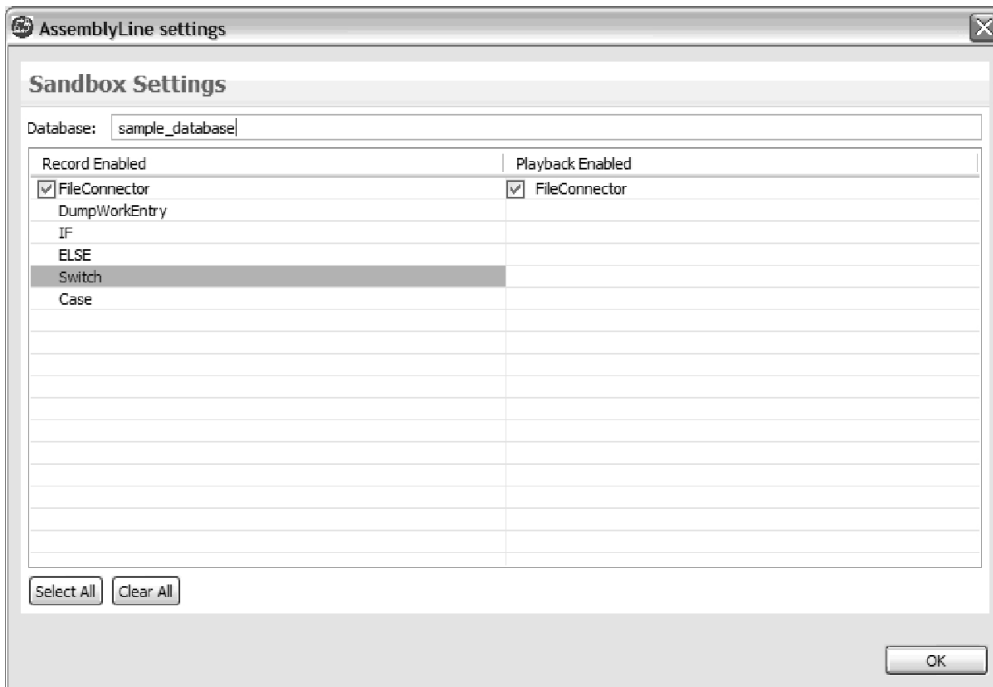 AssemblyLine settings
Sandbox Settings
Database: sample_database
Record Enabled Playback Enabled
FileConnector FileConnector
DumpWorkEntry
IF
ELSE
Switch
Case
Select All Clear All
OK